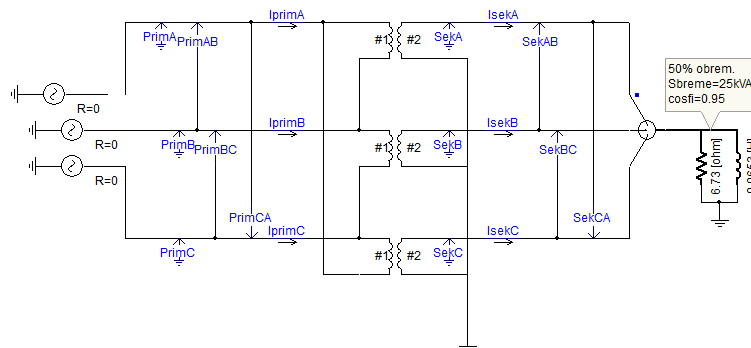 IprimA
IsekA
PrimA
PrimAB
#1
#2
SekA
SekAB
50% obrem.
Sbreme=25kVA
cosfi=0.95
R=0
IprimB
IsekB
R=0
PrimB
PrimBC
#1
#2
SekB
SekBC
6.73 [ohm]
R=0
PrimCA
SekCA
IprimC
IsekC
PrimC
#1
#2
SekC